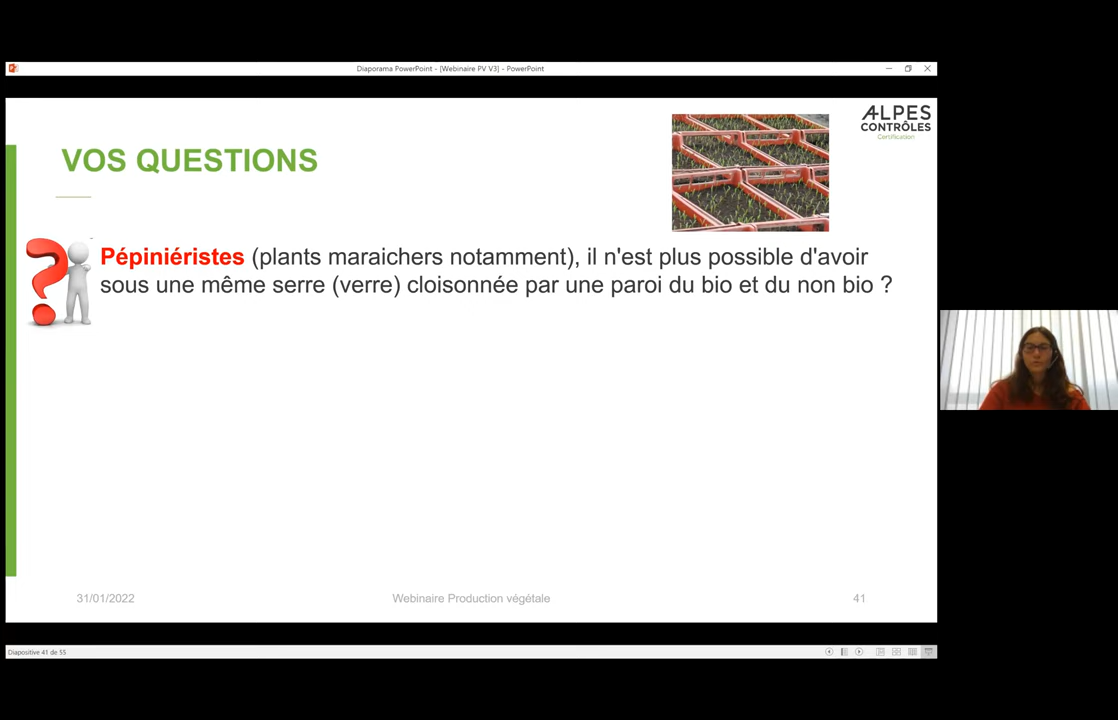 Diaporama PowerPoint - [Webinaire PV V3] - PowerPoint
ALPES
CONTRÔLES
Certification
VOS QUESTIONS
Pépiniéristes (plants maraichers notamment), il n'est plus possible d'avoir
sous une même serre (verre) cloisonnée par une paroi du bio et du non bio ?
31/01/2022
Webinaire Production végétale
41
Diapositive 41 de 55